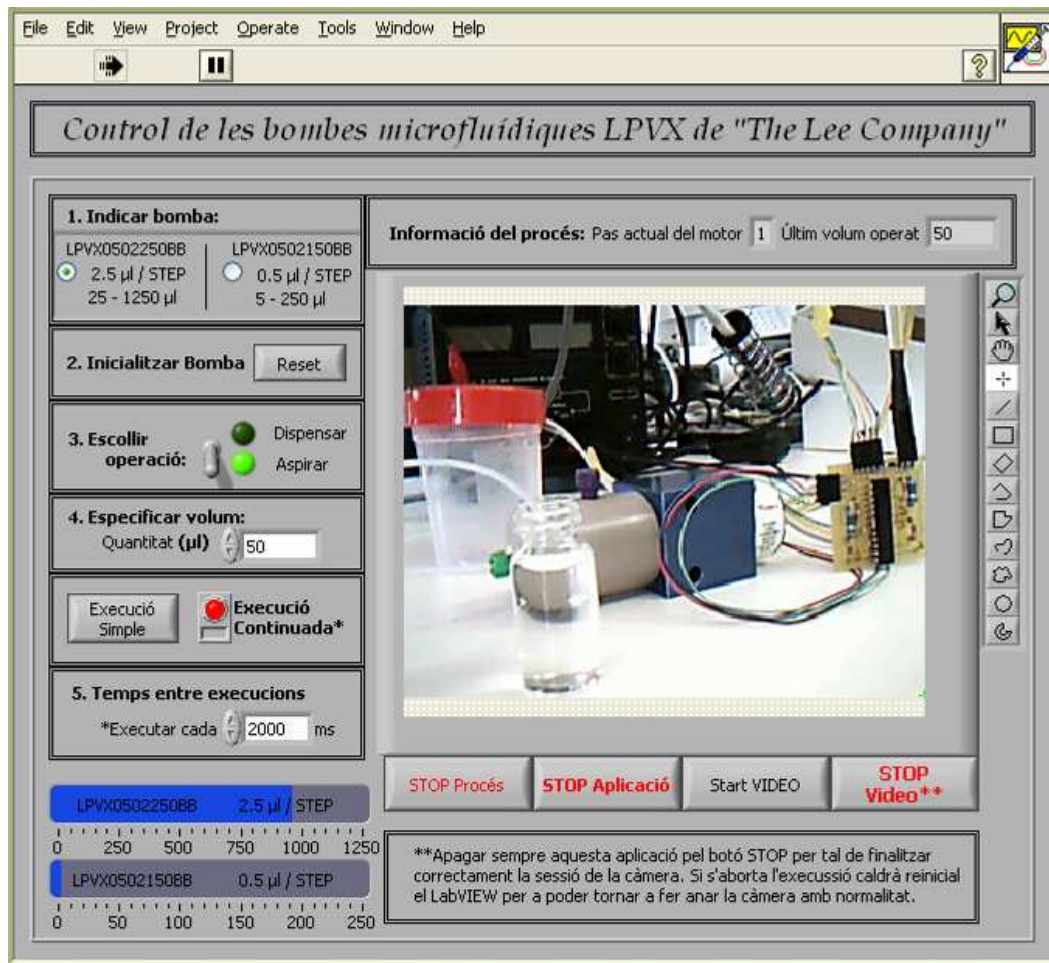 File Edit View Project Operate Tools Window Help
Control de les bombes microfluídiques LPVX de "The Lee Company"
1. Indicar bomba:
LPVX0502250BB
2.5 µl / STEP
25 - 1250 µl
LPVX0502150BB
0.5 µl / STEP
5 - 250 µl
Informació del procés: Pas actual del motor 1 Últim volum operat 50
2. Inicialitzar Bomba Reset
3. Escollir
operació:
Dispensar
Aspirar
4. Especificar volum:
Quantitat (µl) 50
Execució
Simple
Execució
Continuada*
5. Temps entre execucions
*Executar cada 2000 ms
STOP Procés
STOP Aplicació
Start VIDEO
STOP
Video**
LPVX0502250BB 2.5 µl / STEP
0 250 500 750 1000 1250
LPVX0502150BB 0.5 µl / STEP
0 50 100 150 200 250
**Apagar sempre aquesta aplicació pel botó STOP per tal de finalitzar
correctament la sessió de la càmera. Si s'aborta l'execussió caldrà reinicial
el LabVIEW per a poder tornar a fer anar la càmera amb normalitat.